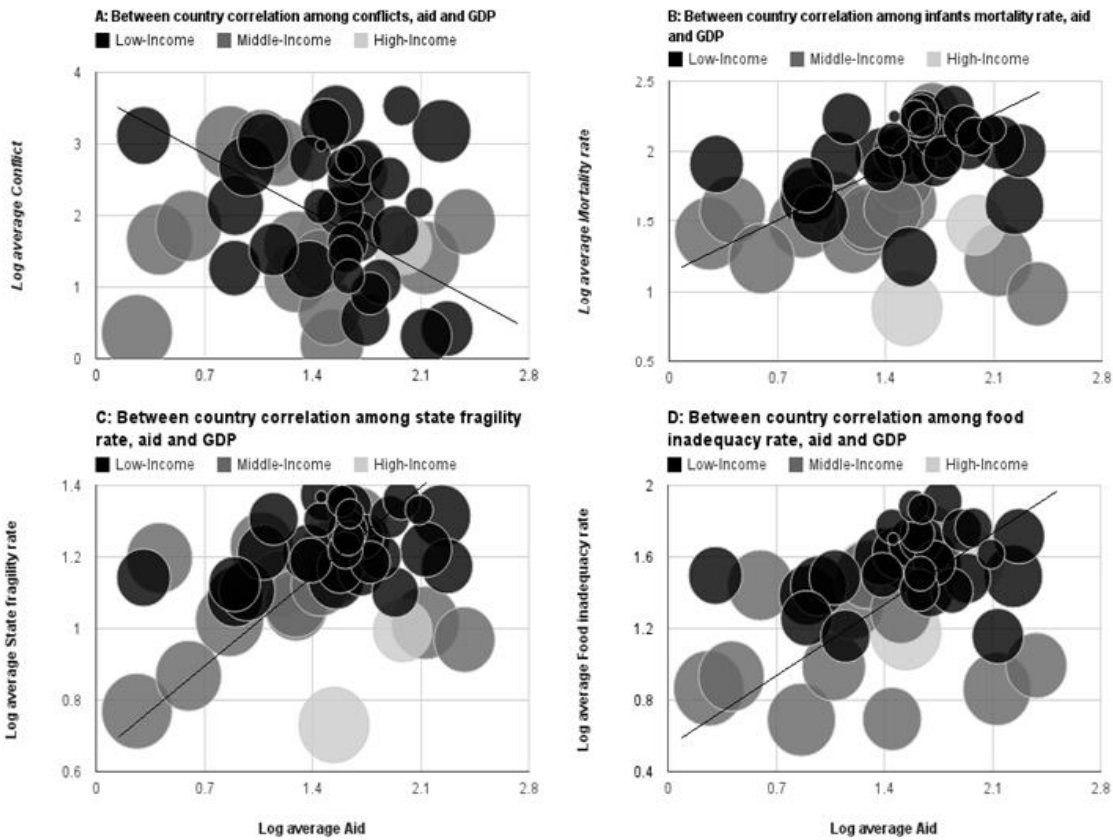 A: Between country correlation among conflicts, aid and GDP
Low-Income Middle-Income High-Income
Log average Conflict
4
3
2
1
0
0 0.7 1.4 2.1 2.8
B: Between country correlation among infants mortality rate, aid
and GDP
Low-Income Middle-Income High-Income
Log average Mortality rate
2.5
2
1.5
1
0.5
0 0.7 1.4 2.1 2.8
C: Between country correlation among state fragility
rate, aid and GDP
Low-Income Middle-Income High-Income
Log average State fragility rate
1.4
1.2
1
0.8
0.6
0 0.7 1.4 2.1 2.8
Log average Aid
D: Between country correlation among food
inadequacy rate, aid and GDP
Low-Income Middle-Income High-Income
Log average Food inadequacy rate
2
1.6
1.2
0.8
0.4
0 0.7 1.4 2.1 2.8
Log average Aid